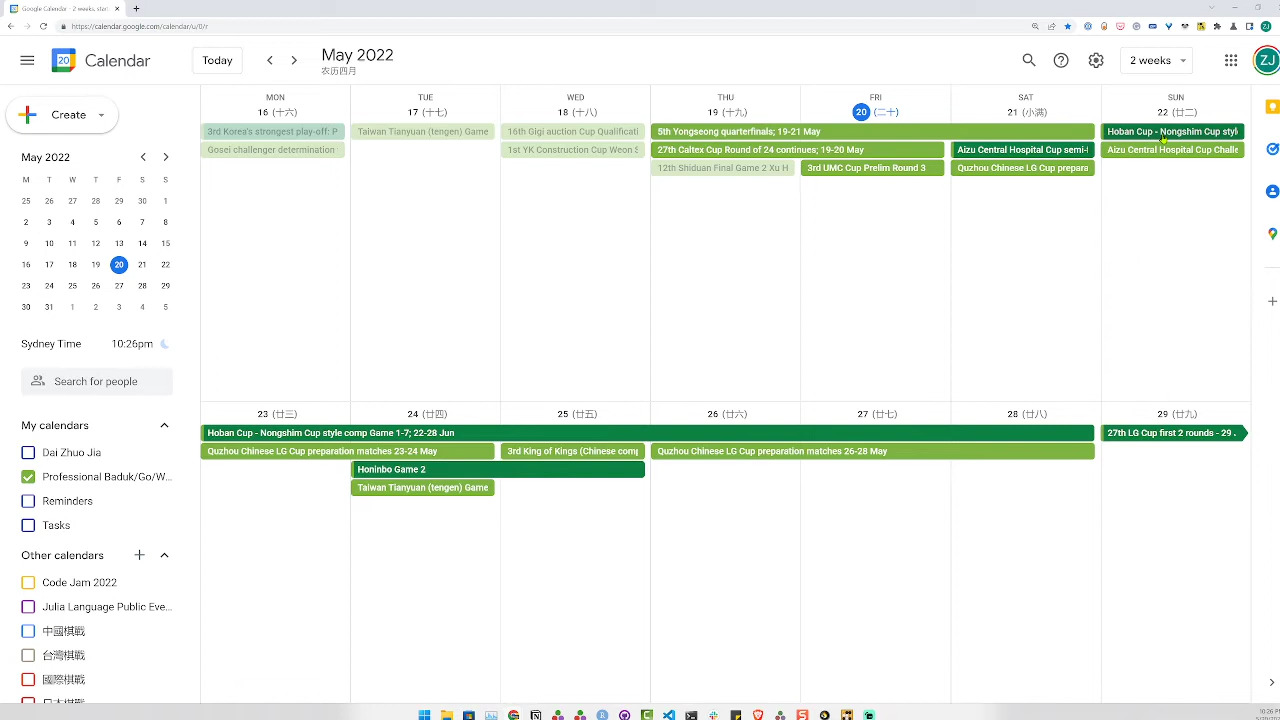 Google Calendar - 2 weeks, start
https://calendar.google.com/calendar/u/0/r
20
Calendar
Today
May 2022
农历四月
2 weeks
ZJ
Create
MON
TUE
WED
THU
FRI
SAT
SUN
16 (十六)
17 (十七)
18 (十八)
19 (十九)
20 (二十)
21 (小满)
22 (廿二)
3rd Korea's strongest play-off: P
Taiwan Tianyuan (tengen) Game
16th Gigi auction Cup Qualificati
5th Yongseong quarterfinals; 19-21 May
Hoban Cup - Nongshim Cup style
Gosei challenger determination
1st YK Construction Cup Weon S
27th Caltex Cup Round of 24 continues; 19-20 May
Aizu Central Hospital Cup semi-
Aizu Central Hospital Cup Challe
12th Shiduan Final Game 2 Xu H
3rd UMC Cup Prelim Round 3
Quzhou Chinese LG Cup prepara
May 2022
M T W T F S S
25 26 27 28 29 30 1
2 3 4 5 6 7 8
9 10 11 12 13 14 15
16 17 18 19 20 21 22
23 24 25 26 27 28 29
30 31 1 2 3 4 5
Sydney Time 10:26pm
Search for people
My calendars
Dai Zhuo Jia
Professional Baduk/Go/W...
Reminders
Tasks
Other calendars
Code Jam 2022
Julia Language Public Eve...
中國棋戰
台灣棋戰
國際棋戰
23 (廿三)
24 (廿四)
25 (廿五)
26 (廿六)
27 (廿七)
28 (廿八)
29 (廿九)
Hoban Cup - Nongshim Cup style comp Game 1-7; 22-28 Jun
27th LG Cup first 2 rounds - 29 .
Quzhou Chinese LG Cup preparation matches 23-24 May
3rd King of Kings (Chinese comp
Quzhou Chinese LG Cup preparation matches 26-28 May
Honinbo Game 2
Taiwan Tianyuan (tengen) Game